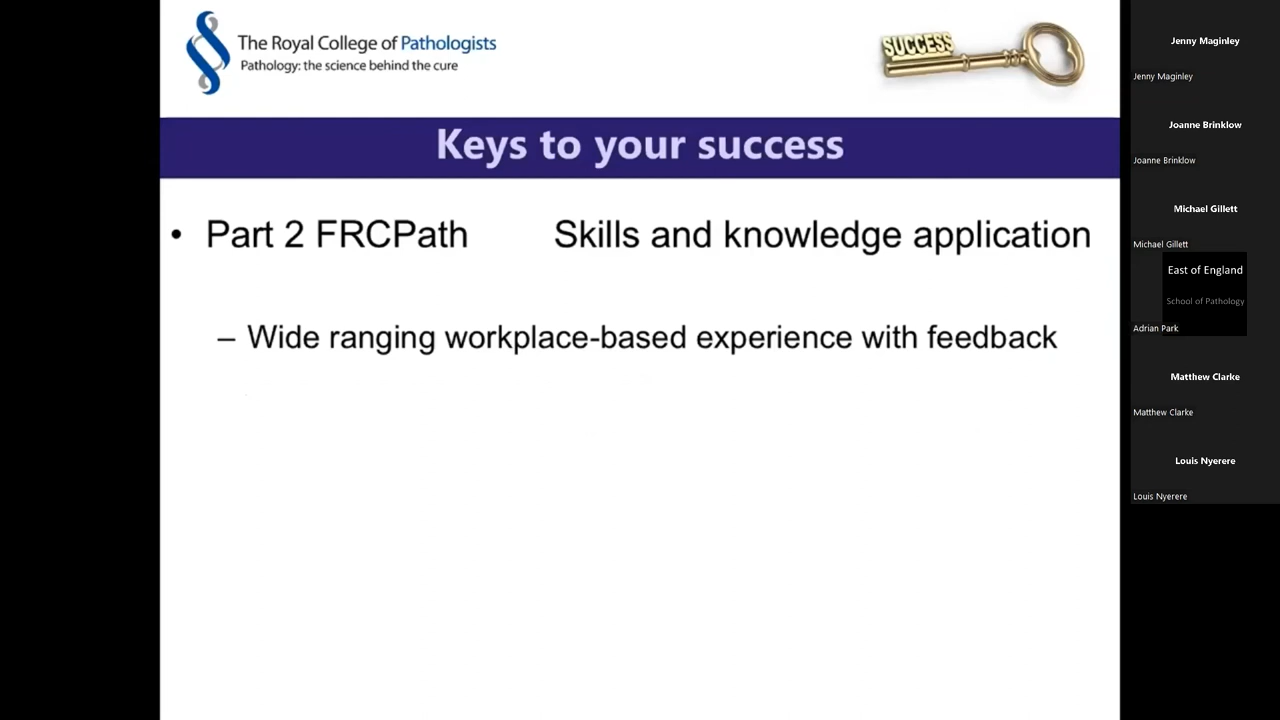 The Royal College of Pathologists
Pathology: the science behind the cure
SUCCESS
Keys to your success
• Part 2 FRCPath Skills and knowledge application
– Wide ranging workplace-based experience with feedback
Jenny Maginley
Jenny Maginley
Joanne Brinklow
Joanne Brinklow
Michael Gillett
Michael Gillett
East of England
School of Pathology
Adrian Park
Matthew Clarke
Matthew Clarke
Louis Nyerere
Louis Nyerere